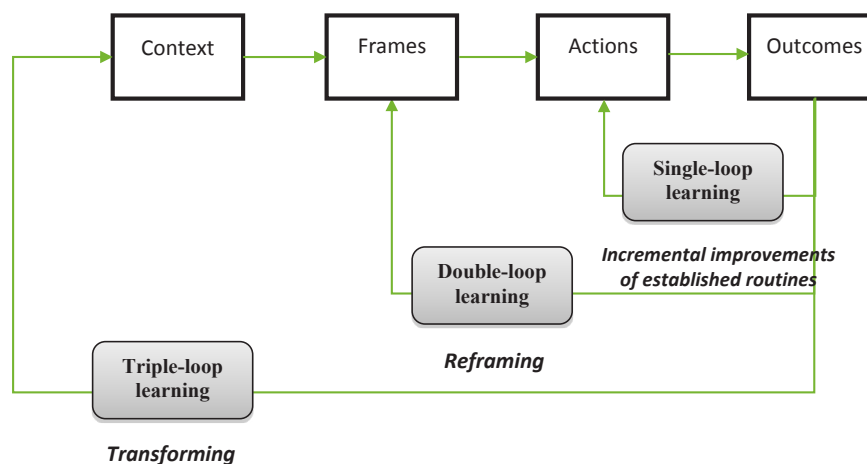 Context
Frames
Actions
Outcomes
Single-loop
learning
Incremental improvements
of established routines
Double-loop
learning
Reframing
Triple-loop
learning
Transforming